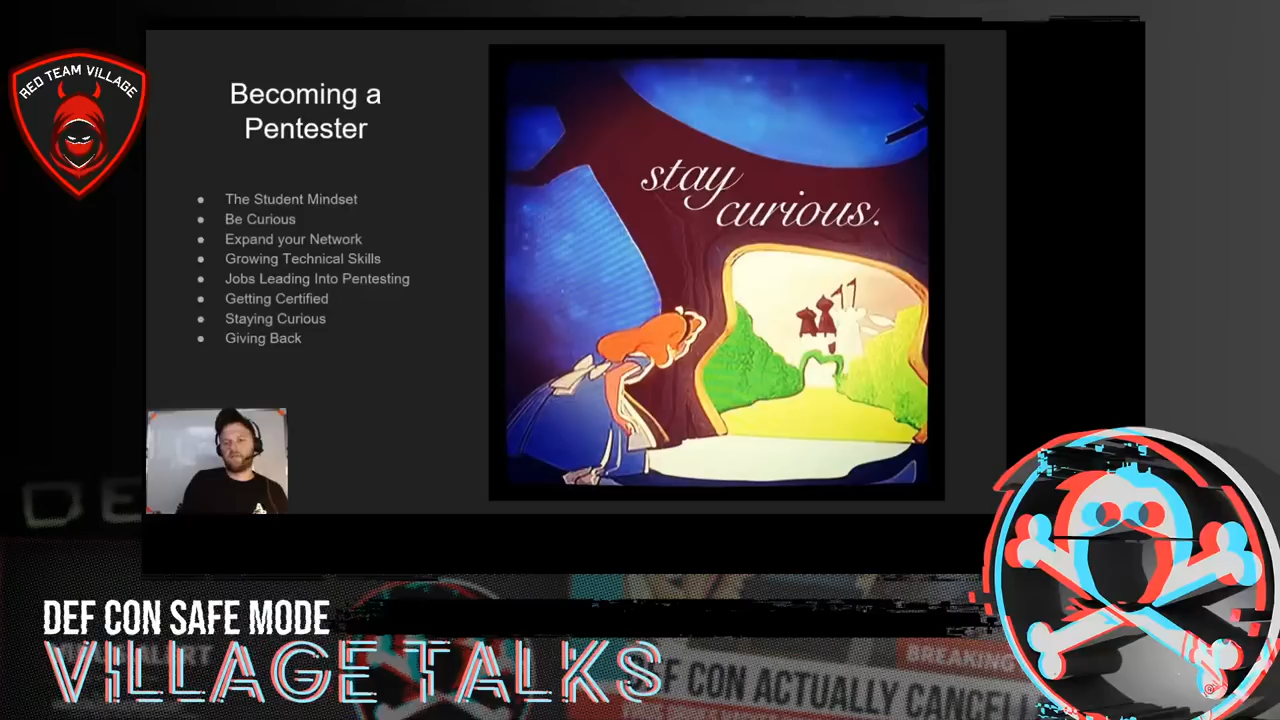 RED TEAM VILLAGE
Becoming a
Pentester
● The Student Mindset
● Be Curious
● Expand your Network
● Growing Technical Skills
● Jobs Leading Into Pentesting
● Getting Certified
● Staying Curious
● Giving Back
stay
curious.
DE
DEF CON SAFE MODE
VILLAGE TALKS
BREAKING
DEF CON ACTUALLY CANCELL